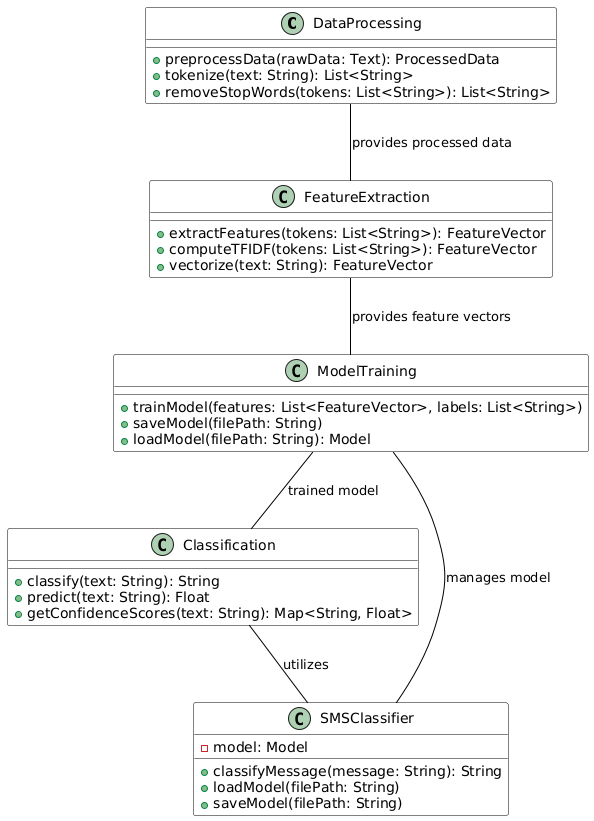 C DataProcessing
preprocessData(rawData: Text): ProcessedData
tokenize(text: String): List<String>
removeStopWords(tokens: List<String>): List<String>
provides processed data
C FeatureExtraction
extractFeatures(tokens: List<String>): FeatureVector
computeTFIDF(tokens: List<String>): FeatureVector
vectorize(text: String): FeatureVector
provides feature vectors
C ModelTraining
trainModel(features: List<FeatureVector>, labels: List<String>)
saveModel(filePath: String)
loadModel(filePath: String): Model
trained model
C Classification
classify(text: String): String
predict(text: String): Float
getConfidenceScores(text: String): Map<String, Float>
manages model
utilizes
C SMSClassifier
model: Model
classifyMessage(message: String): String
loadModel(filePath: String)
saveModel(filePath: String)